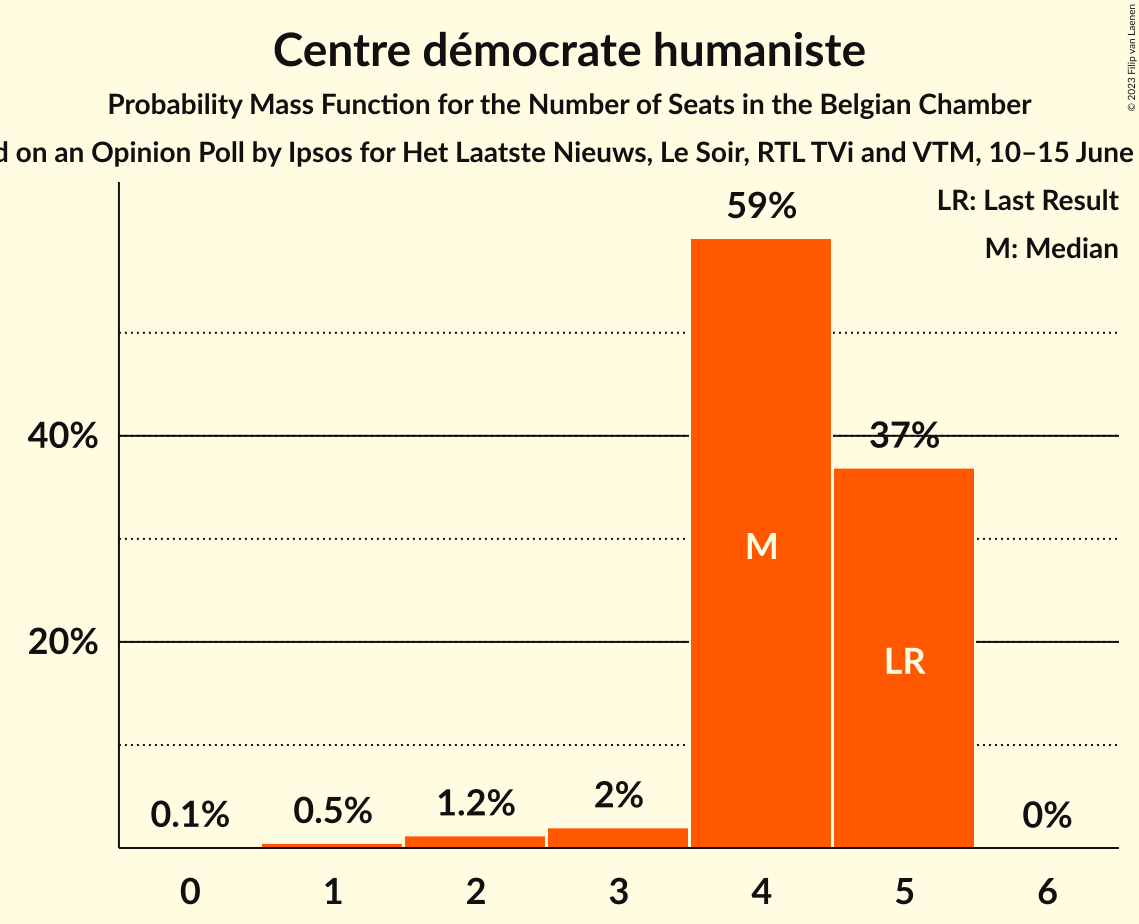 Centre démocrate humaniste
Probability Mass Function for the Number of Seats in the Belgian Chamber
on an Opinion Poll by Ipsos for Het Laatste Nieuws, Le Soir, RTL TVi and VTM, 10–15 June
© 2023 Filip van Laenen
LR: Last Result
M: Median
59%
40%
37%
M
20%
LR
0.1%
0.5%
1.2%
2%
0%
0 1 2 3 4 5 6